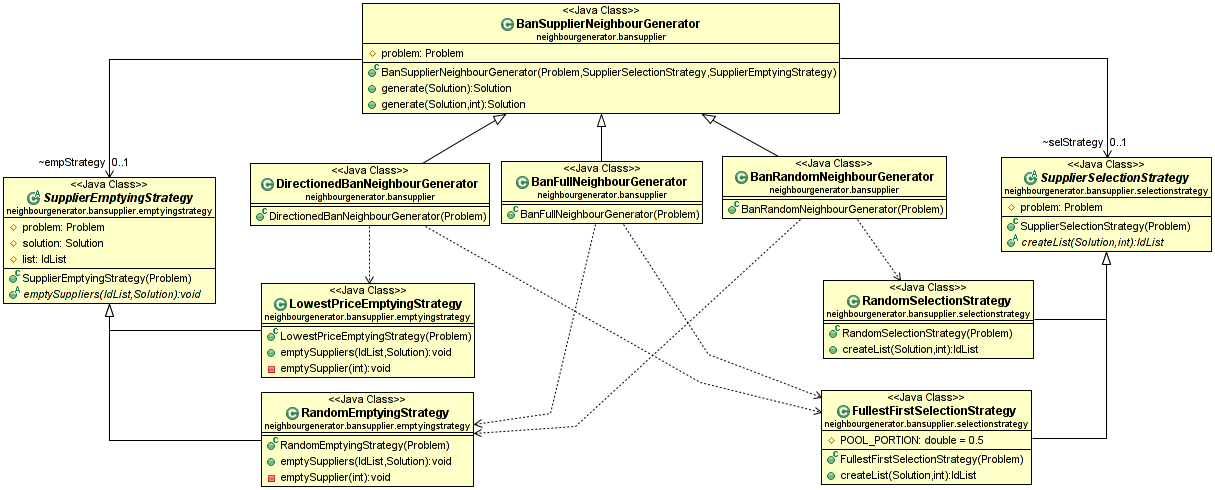 <<Java Class>>
BanSupplierNeighbourGenerator
neighbourgenerator.bansupplier
problem: Problem
BanSupplierNeighbourGenerator(Problem,SupplierSelectionStrategy,SupplierEmptyingStrategy)
generate(Solution):Solution
generate(Solution,int):Solution
~empStrategy 0..1
~selStrategy 0..1
<<Java Class>>
SupplierEmptyingStrategy
neighbourgenerator.bansupplier.emptyingstrategy
problem: Problem
solution: Solution
list: IdList
SupplierEmptyingStrategy(Problem)
emptySuppliers(IdList,Solution):void
<<Java Class>>
DirectionedBanNeighbourGenerator
neighbourgenerator.bansupplier
DirectionedBanNeighbourGenerator(Problem)
<<Java Class>>
BanFullNeighbourGenerator
neighbourgenerator.bansupplier
BanFullNeighbourGenerator(Problem)
<<Java Class>>
BanRandomNeighbourGenerator
neighbourgenerator.bansupplier
BanRandomNeighbourGenerator(Problem)
<<Java Class>>
SupplierSelectionStrategy
neighbourgenerator.bansupplier.selectionstrategy
problem: Problem
SupplierSelectionStrategy(Problem)
createList(Solution,int):IdList
<<Java Class>>
LowestPriceEmptyingStrategy
neighbourgenerator.bansupplier.emptyingstrategy
LowestPriceEmptyingStrategy(Problem)
emptySuppliers(IdList,Solution):void
emptySupplier(int):void
<<Java Class>>
RandomSelectionStrategy
neighbourgenerator.bansupplier.selectionstrategy
RandomSelectionStrategy(Problem)
createList(Solution,int):IdList
<<Java Class>>
RandomEmptyingStrategy
neighbourgenerator.bansupplier.emptyingstrategy
RandomEmptyingStrategy(Problem)
emptySuppliers(IdList,Solution):void
emptySupplier(int):void
<<Java Class>>
FullestFirstSelectionStrategy
neighbourgenerator.bansupplier.selectionstrategy
POOL_PORTION: double = 0.5
FullestFirstSelectionStrategy(Problem)
createList(Solution,int):IdList